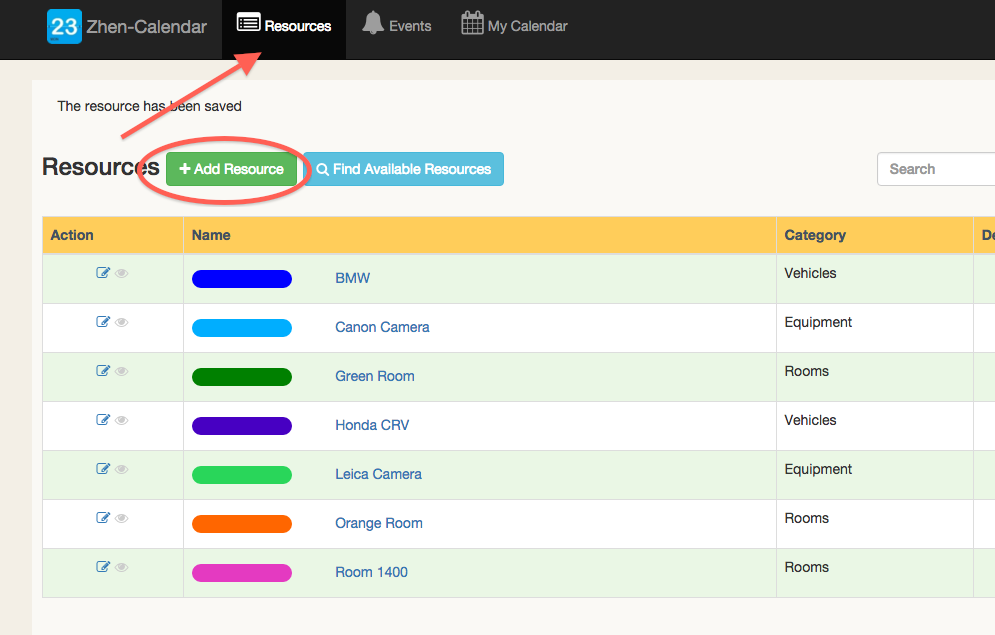 23 Zhen-Calendar Resources Events My Calendar
The resource has been saved
Resources + Add Resource Find Available Resources Search
Action Name Category De
BMW Vehicles
Canon Camera Equipment
Green Room Rooms
Honda CRV Vehicles
Leica Camera Equipment
Orange Room Rooms
Room 1400 Rooms